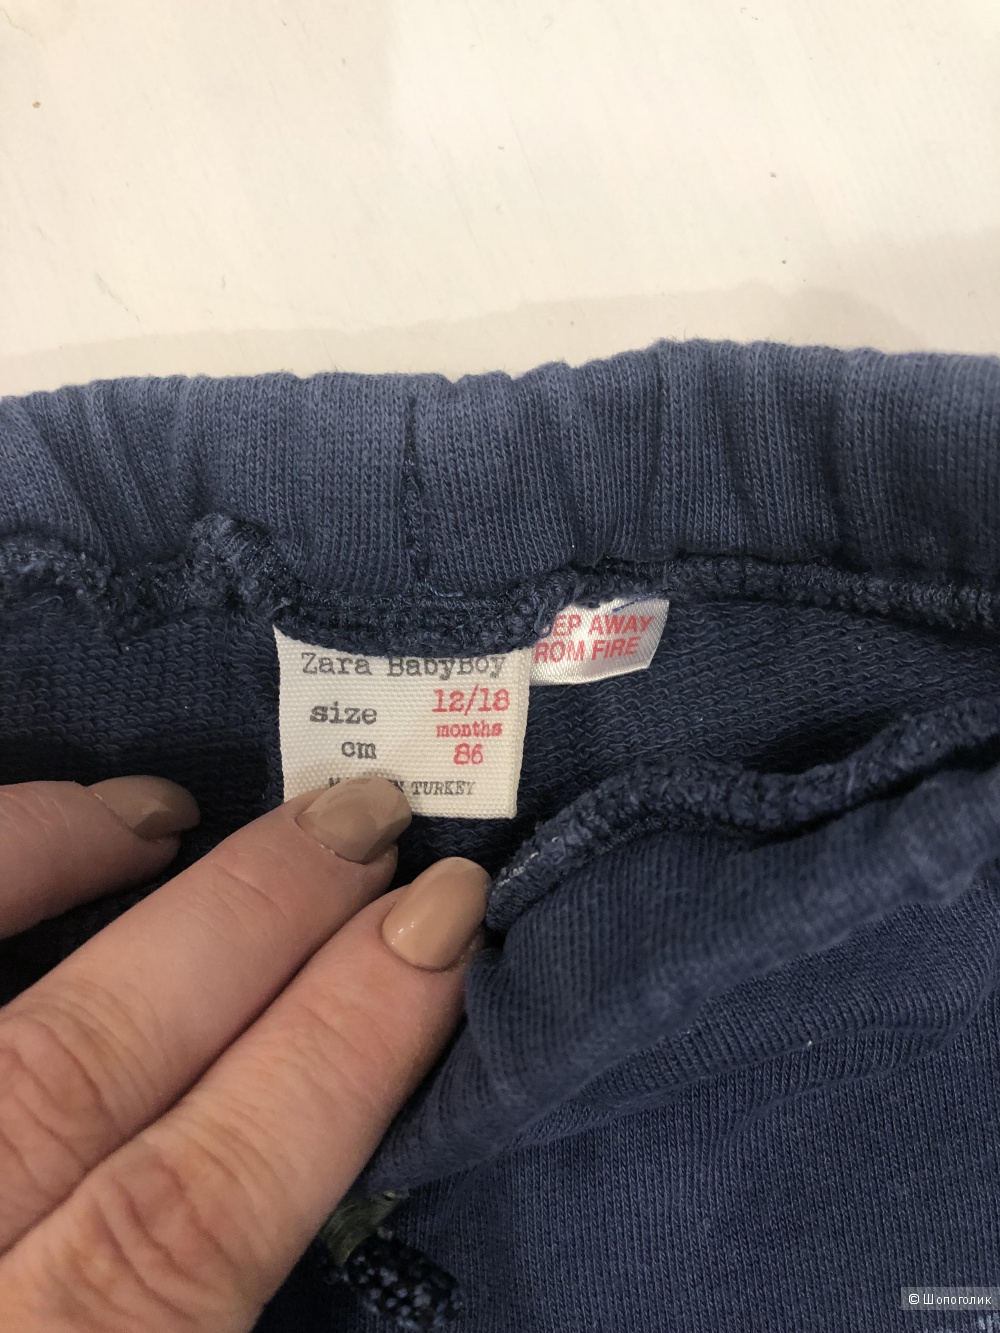 Zara BabyBoy
size 12/18
months
cm 86
TURKEY
EP AWAY
ROM FIRE
© Шопоголик